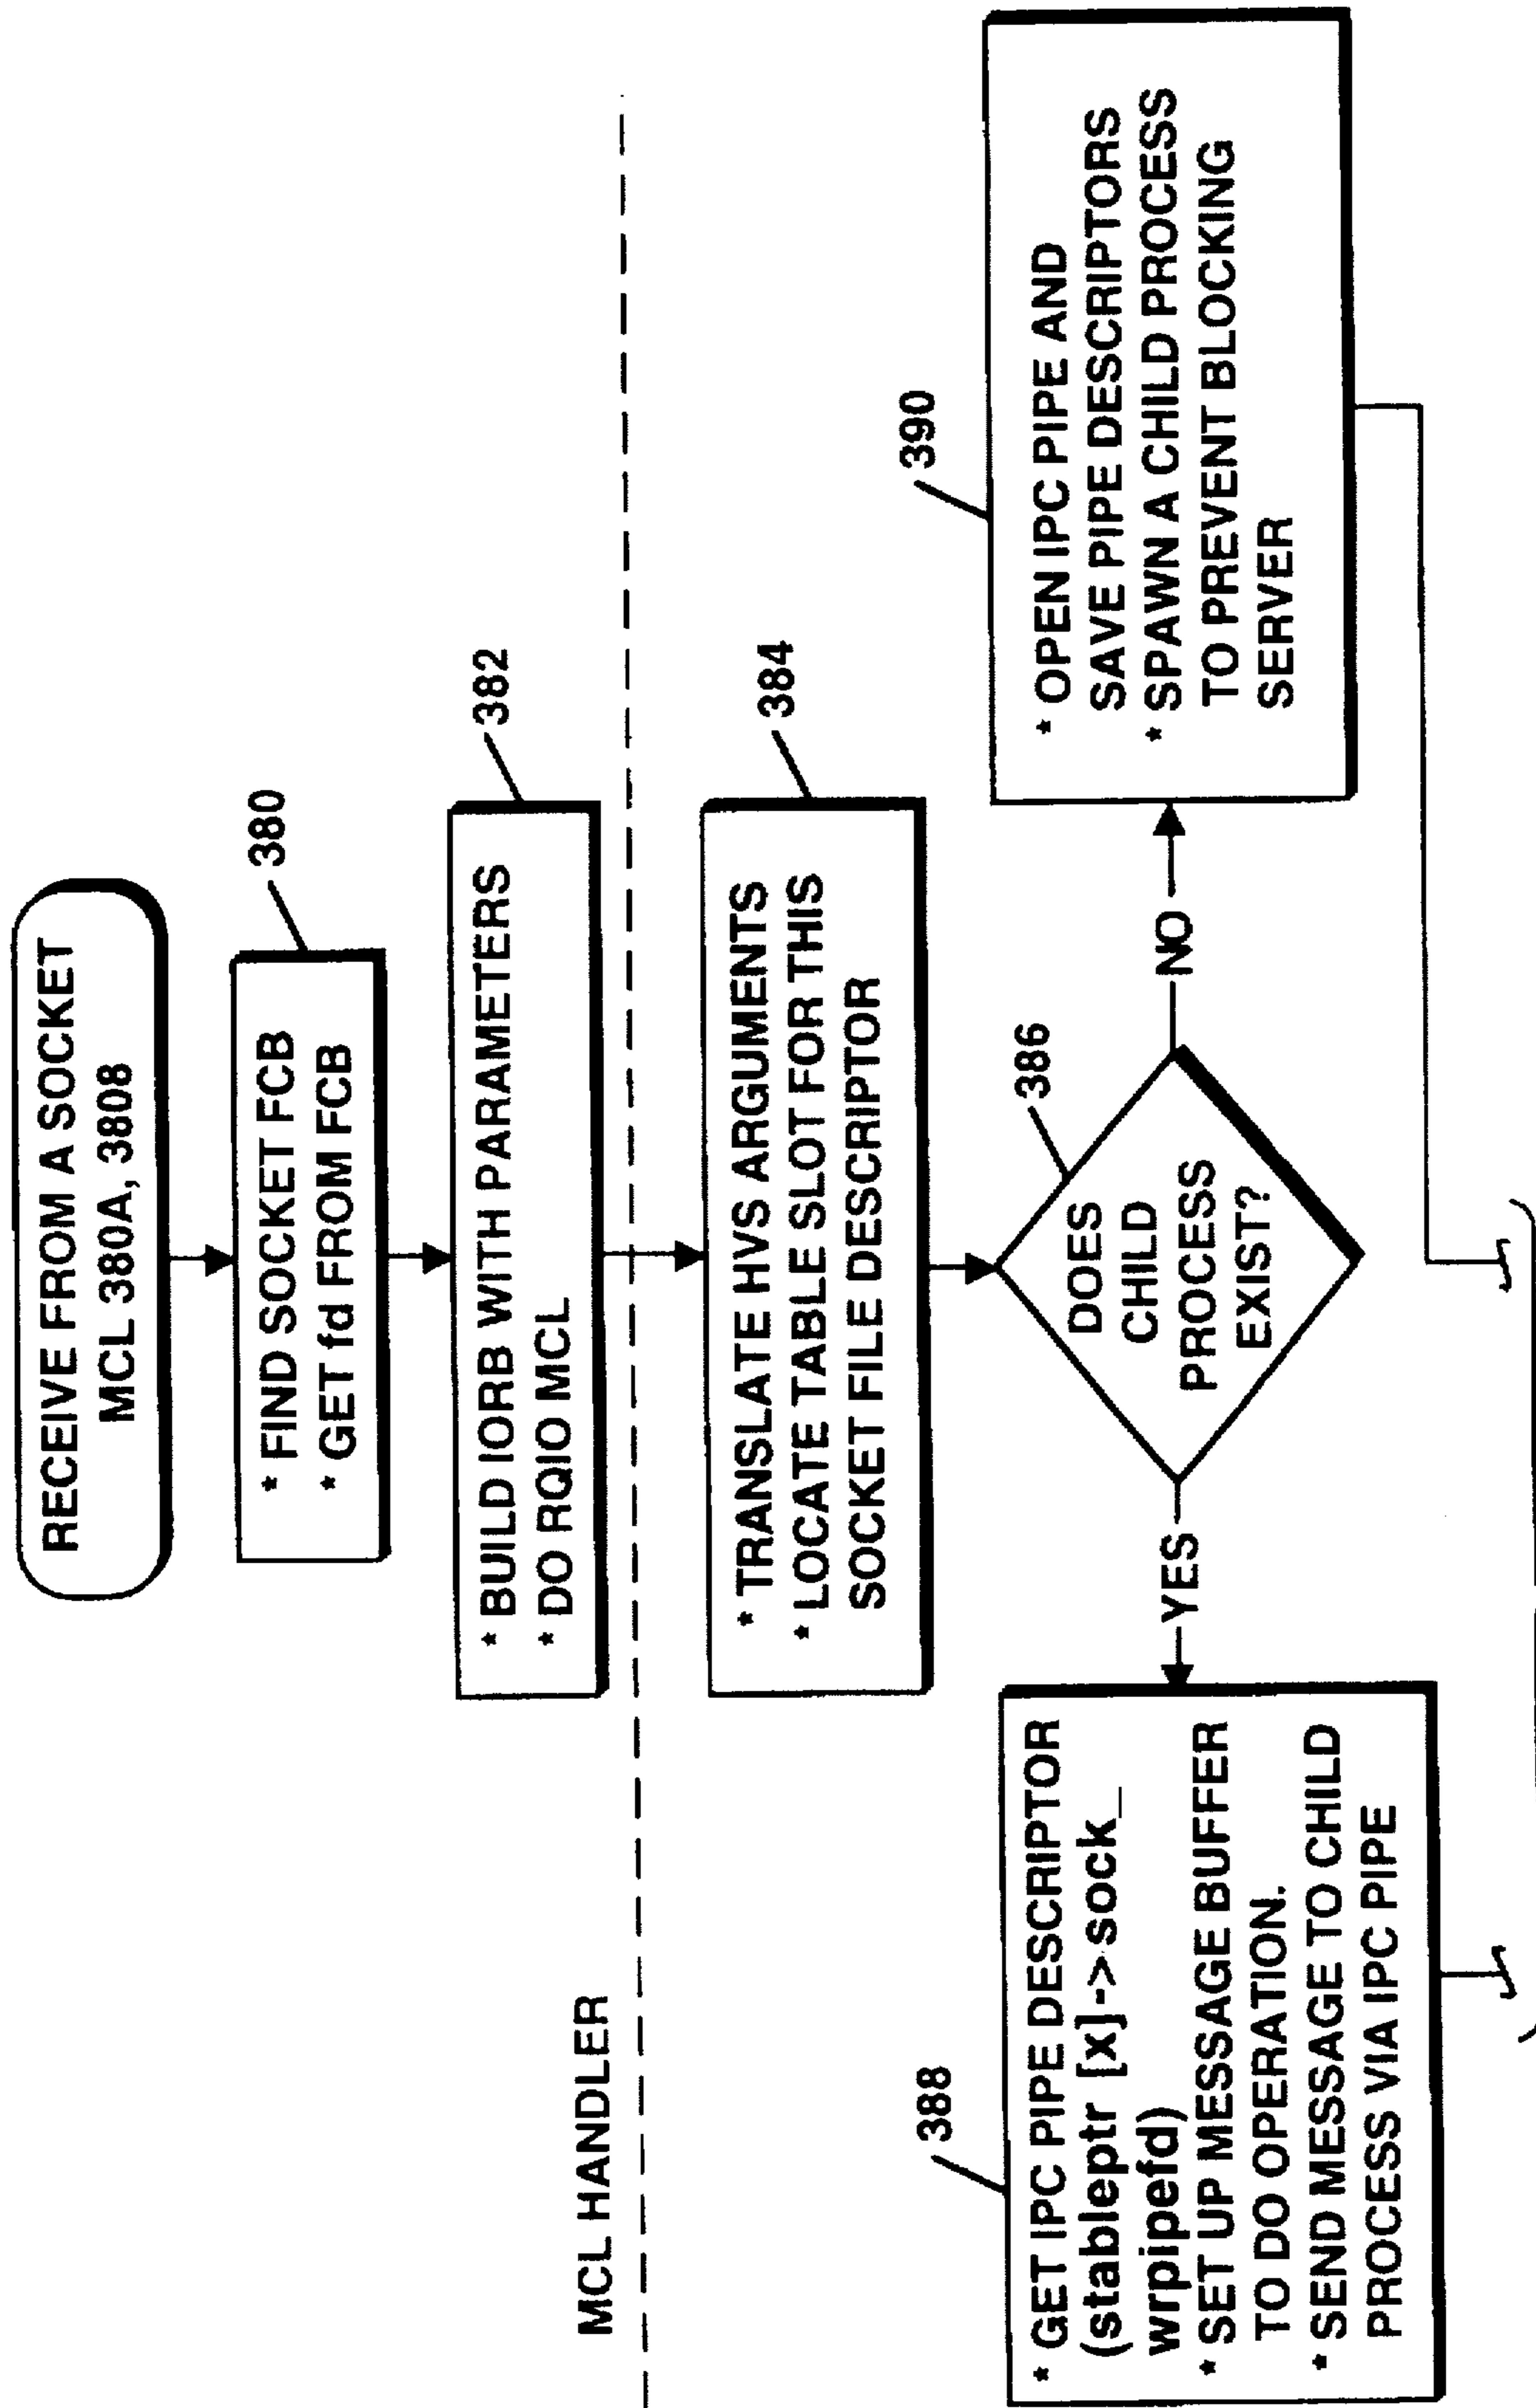 RECEIVE FROM A SOCKET
MCL 380A, 3808
380
* FIND SOCKET FCB
* GET fd FROM FCB
382
* BUILD IORB WITH PARAMETERS
* DO RQIO MCL
MCL HANDLER
384
* TRANSLATE HVS ARGUMENTS
* LOCATE TABLE SLOT FOR THIS
SOCKET FILE DESCRIPTOR
386
DOES
CHILD
PROCESS
EXIST?
YES
NO
388
* GET IPC PIPE DESCRIPTOR
(stableptr [x]->sock_
wrpipefd)
* SET UP MESSAGE BUFFER
TO DO OPERATION.
* SEND MESSAGE TO CHILD
PROCESS VIA IPC PIPE
390
* OPEN IPC PIPE AND
SAVE PIPE DESCRIPTORS
* SPAWN A CHILD PROCESS
TO PREVENT BLOCKING
SERVER